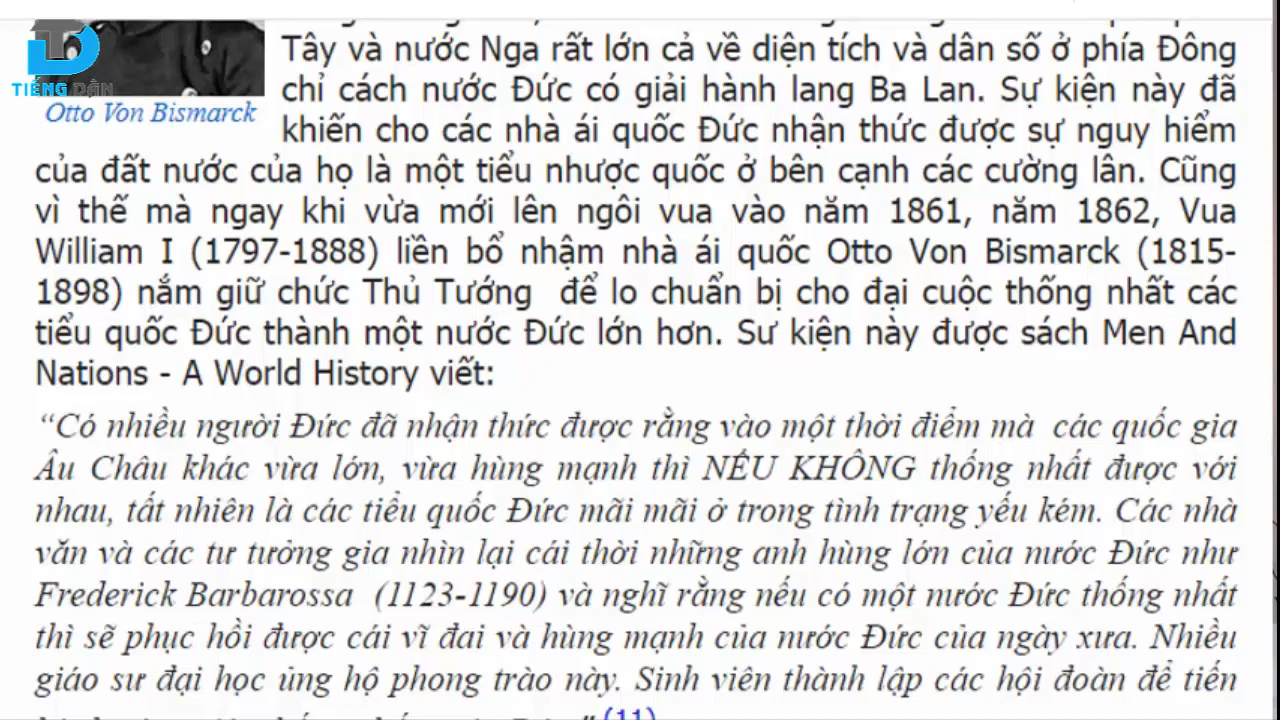 Tây và nước Nga rất lớn cả về diện tích và dân số ở phía Đông
TIẾNG DÂN
chỉ cách nước Đức có giải hành lang Ba Lan. Sự kiện này đã
Otto Von Bismarck
khiến cho các nhà ái quốc Đức nhận thức được sự nguy hiểm
của đất nước của họ là một tiểu nhược quốc ở bên cạnh các cường lân. Cũng
vì thế mà ngay khi vừa mới lên ngôi vua vào năm 1861, năm 1862, Vua
William I (1797-1888) liền bổ nhậm nhà ái quốc Otto Von Bismarck (1815-
1898) nắm giữ chức Thủ Tướng để lo chuẩn bị cho đại cuộc thống nhất các
tiểu quốc Đức thành một nước Đức lớn hơn. Sư kiện này được sách Men And
Nations - A World History viết:
“Có nhiều người Đức đã nhận thức được rằng vào một thời điểm mà các quốc gia
Âu Châu khác vừa lớn, vừa hùng mạnh thì NẾU KHÔNG thống nhất được với
nhau, tất nhiên là các tiểu quốc Đức mãi mãi ở trong tình trạng yếu kém. Các nhà
văn và các tư tưởng gia nhìn lại cái thời những anh hùng lớn của nước Đức như
Frederick Barbarossa (1123-1190) và nghĩ rằng nếu có một nước Đức thống nhất
thì sẽ phục hồi được cái vĩ đai và hùng mạnh của nước Đức của ngày xưa. Nhiều
giáo sư đại học ủng hộ phong trào này. Sinh viên thành lập các hội đoàn để tiến
(11)